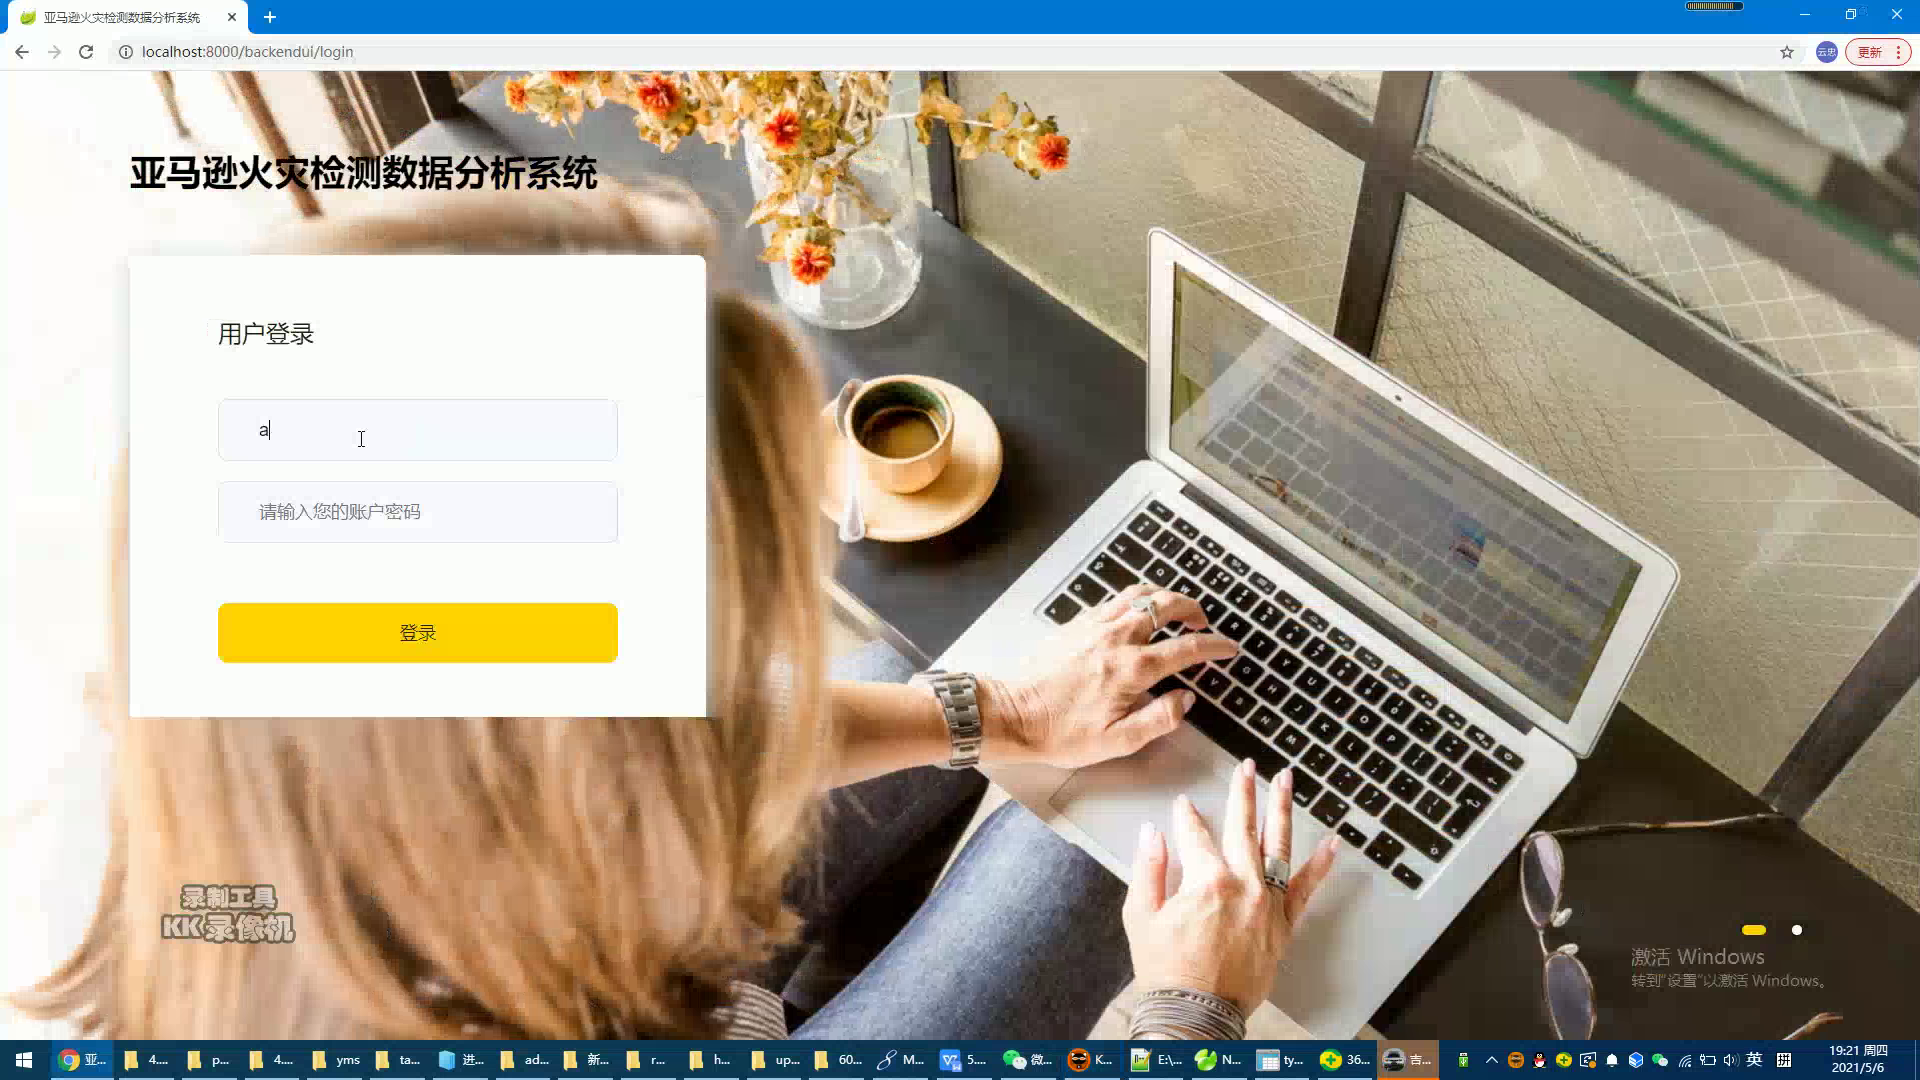 亚马逊火灾检测数据分析系统
localhost:8000/backendui/login
云忠
更新
亚马逊火灾检测数据分析系统
用户登录
a
请输入您的账户密码
登录
录制工具
KK录像机
激活 Windows
转到"设置"以激活 Windows。
亚... 4.... p... 4.... yms ta... 进... ad... 新... r... h... up... 60... M... 5.... 微... K... E:\... N... ty... 36... 吉... 英 拼
19:21 周四
2021/5/6